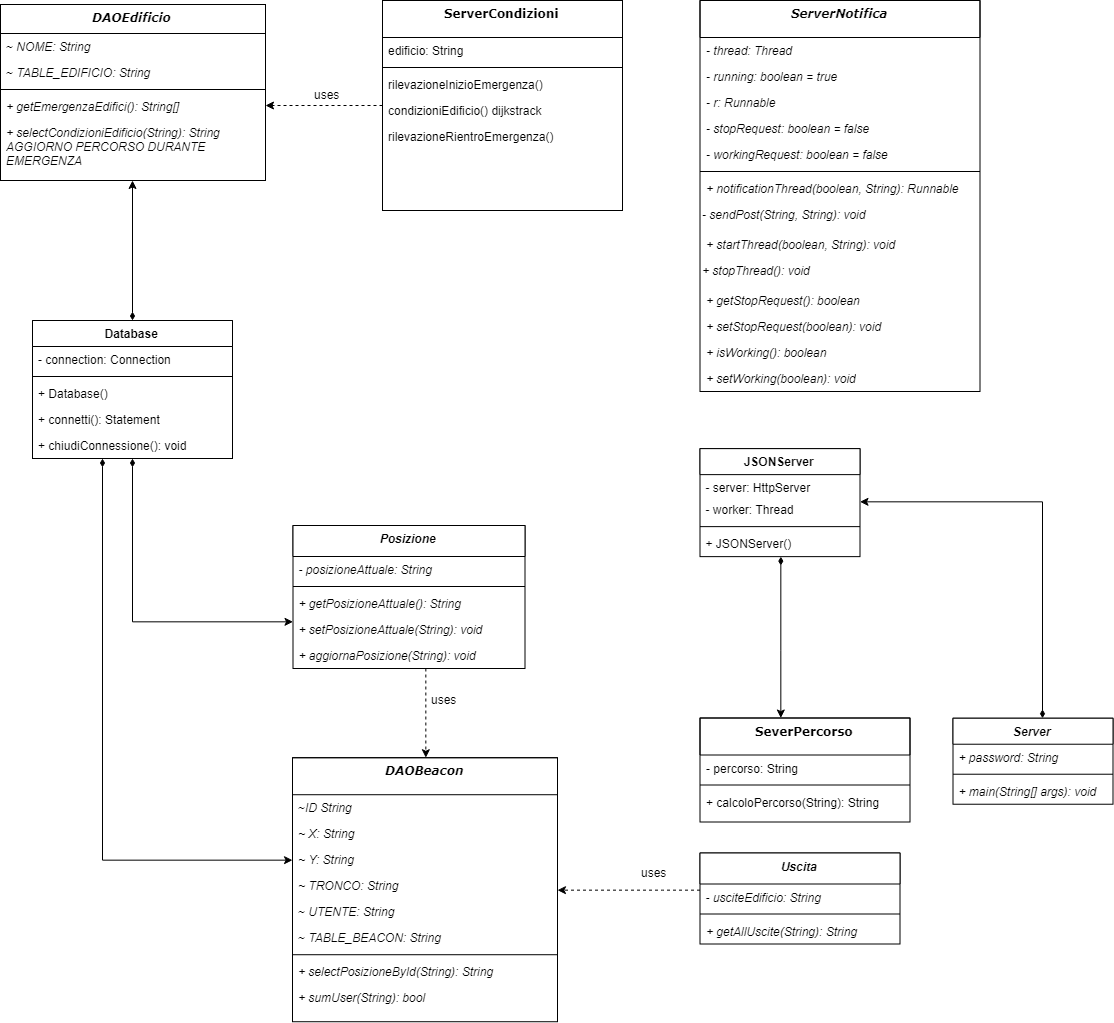 DAOEdificio
~ NOME: String
~ TABLE_EDIFICIO: String
+ getEmergenzaEdifici(): String[]
+ selectCondizioniEdificio(String): String
AGGIORNO PERCORSO DURANTE
EMERGENZA
uses
ServerCondizioni
edificio: String
rilevazioneInizioEmergenza()
condizioniEdificio() dijkstrack
rilevazioneRientroEmergenza()
ServerNotifica
- thread: Thread
- running: boolean = true
- r: Runnable
- stopRequest: boolean = false
- workingRequest: boolean = false
+ notificationThread(boolean, String): Runnable
- sendPost(String, String): void
+ startThread(boolean, String): void
+ stopThread(): void
+ getStopRequest(): boolean
+ setStopRequest(boolean): void
+ isWorking(): boolean
+ setWorking(boolean): void
Database
- connection: Connection
+ Database()
+ connetti(): Statement
+ chiudiConnessione(): void
JSONServer
- server: HttpServer
- worker: Thread
+ JSONServer()
Posizione
- posizioneAttuale: String
+ getPosizioneAttuale(): String
+ setPosizioneAttuale(String): void
+ aggiornaPosizione(String): void
uses
SeverPercorso
- percorso: String
+ calcoloPercorso(String): String
Server
+ password: String
+ main(String[] args): void
DAOBeacon
~ID String
~ X: String
~ Y: String
~ TRONCO: String
~ UTENTE: String
~ TABLE_BEACON: String
+ selectPosizioneById(String): String
+ sumUser(String): bool
uses
Uscita
- usciteEdificio: String
+ getAllUscite(String): String